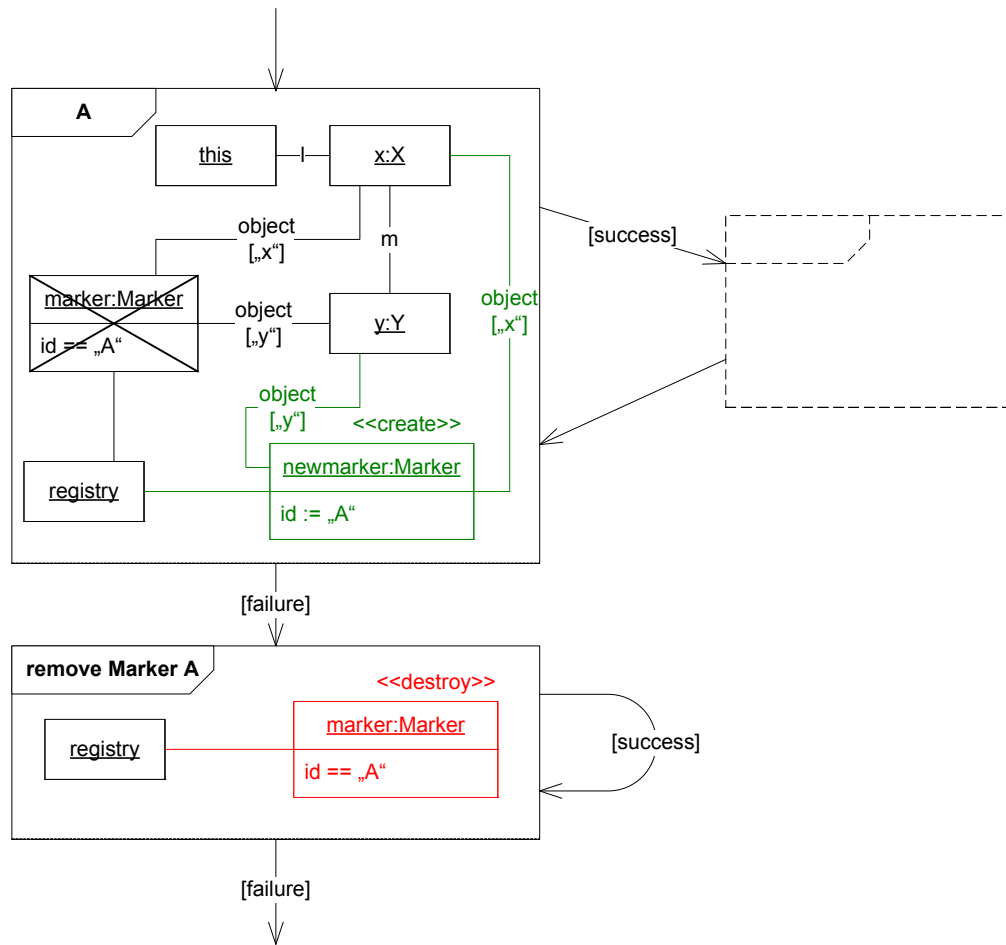 A
this
l
x:X
object
[„x“]
m
[success]
marker:Marker
id == „A“
object
[„y“]
y:Y
object
[„x“]
object
[„y“]
<<create>>
newmarker:Marker
id := „A“
registry
[failure]
remove Marker A
<<destroy>>
marker:Marker
id == „A“
registry
[success]
[failure]